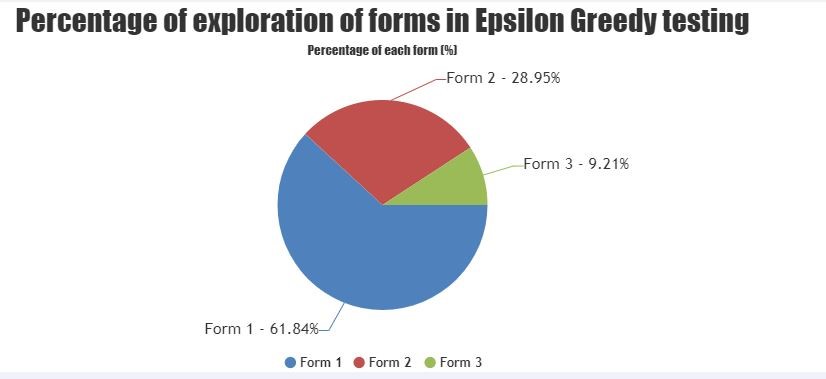 Percentage of exploration of forms in Epsilon Greedy testing
Percentage of each form (%)
Form 2 - 28.95%
Form 3 - 9.21%
Form 1 - 61.84%
Form 1 Form 2 Form 3